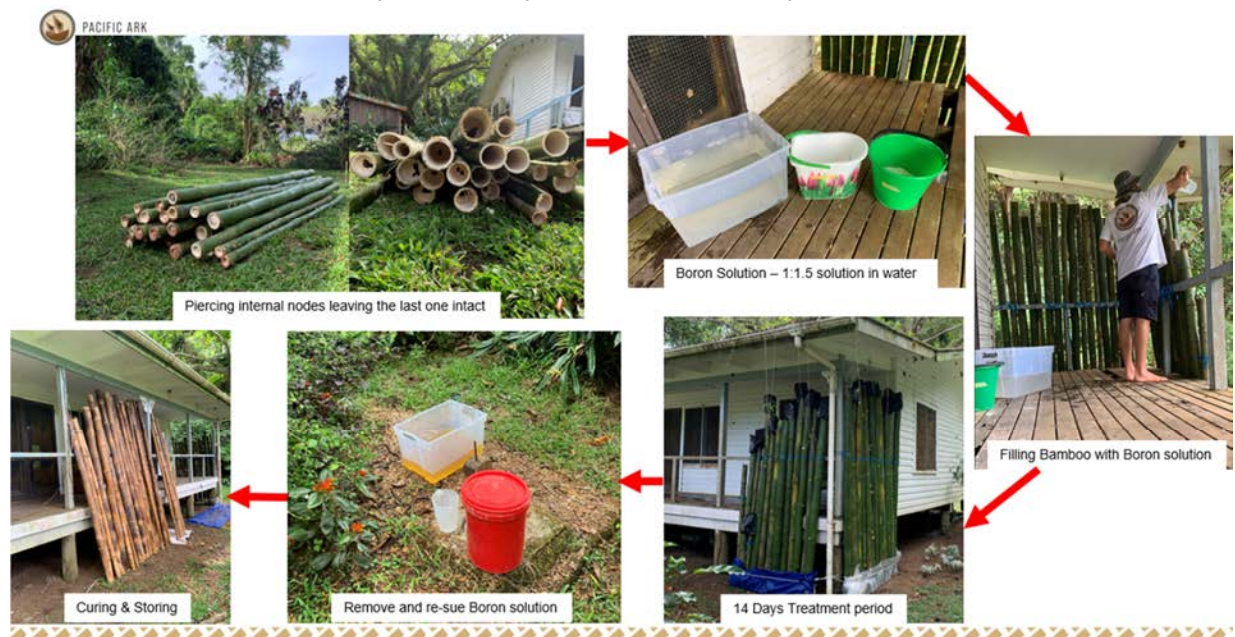 PACIFIC ARK
Piercing internal nodes leaving the last one intact
Boron Solution – 1:1.5 solution in water
Filling Bamboo with Boron solution
14 Days Treatment period
Remove and re-sue Boron solution
Curing & Storing